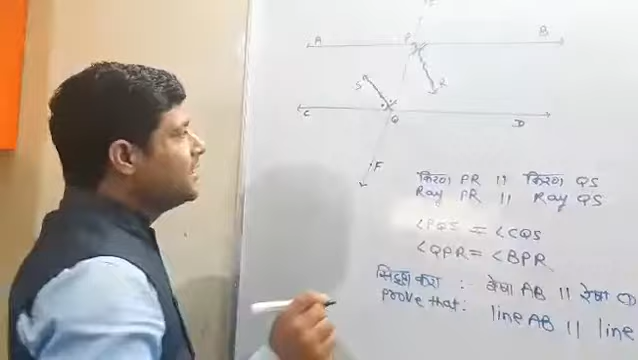 E
A P B
R
S
C Q D
F
किरण PR || किरण QS
Ray PR || Ray QS
∠PQS = ∠CQS
∠QPR = ∠BPR
सिद्ध करा :- रेषा AB || रेषा CD
prove that: line AB || line